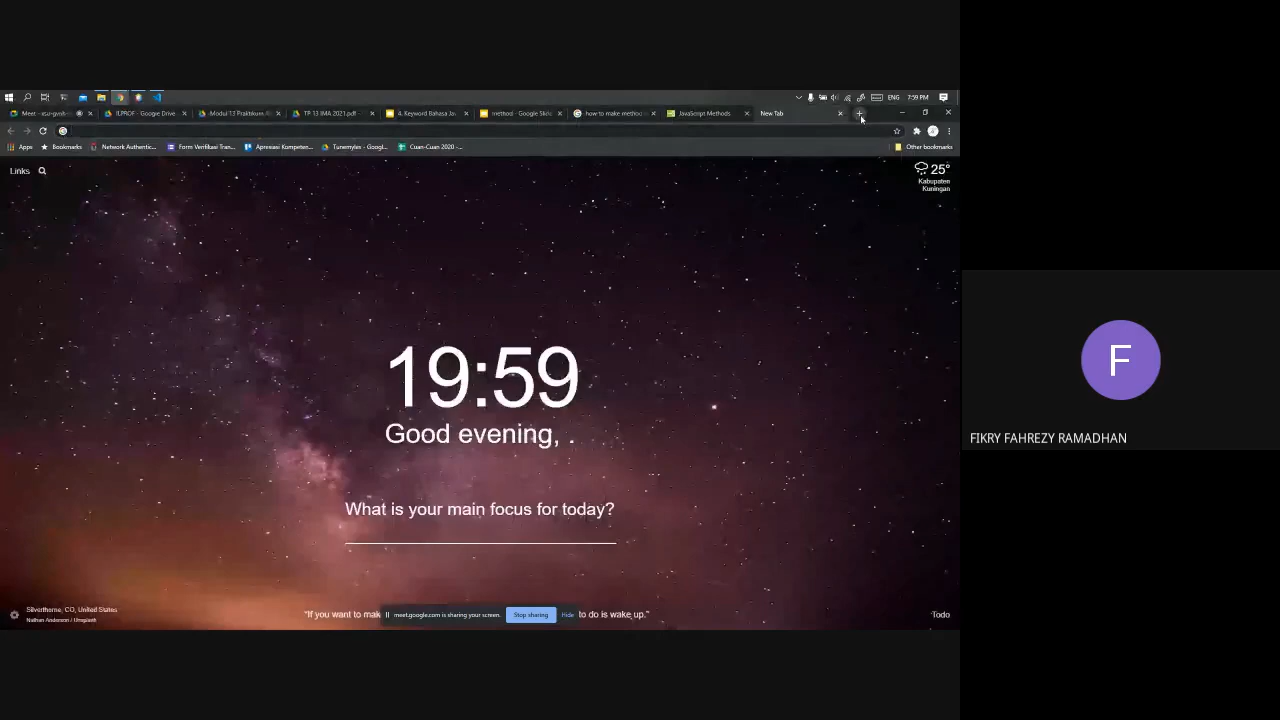 ENG 7:59 PM
Meet
ILPROF - Google Drive
Modul 13 Praktikum
TP 13 IMA 2021.pdf -
4. Keyword Bahasa Ja
method - Google Slid
how to make metho
JavaScript Methods
New Tab
Apps
Bookmarks
Network Authentic...
Form Verifikasi Tran...
Apresiasi Kompeten...
Tunemyles - Googl...
Cuan-Cuan 2020 -...
Other bookmarks
Links
25°
Kabupaten
Kuningan
19:59
Good evening, .
What is your main focus for today?
F
FIKRY FAHREZY RAMADHAN
Silverthorne, CO, United States
Nathan Anderson / Unsplash
"If you want to mak
meet.google.com is sharing your screen.
Stop sharing
Hide
to do is wake up."
Todo